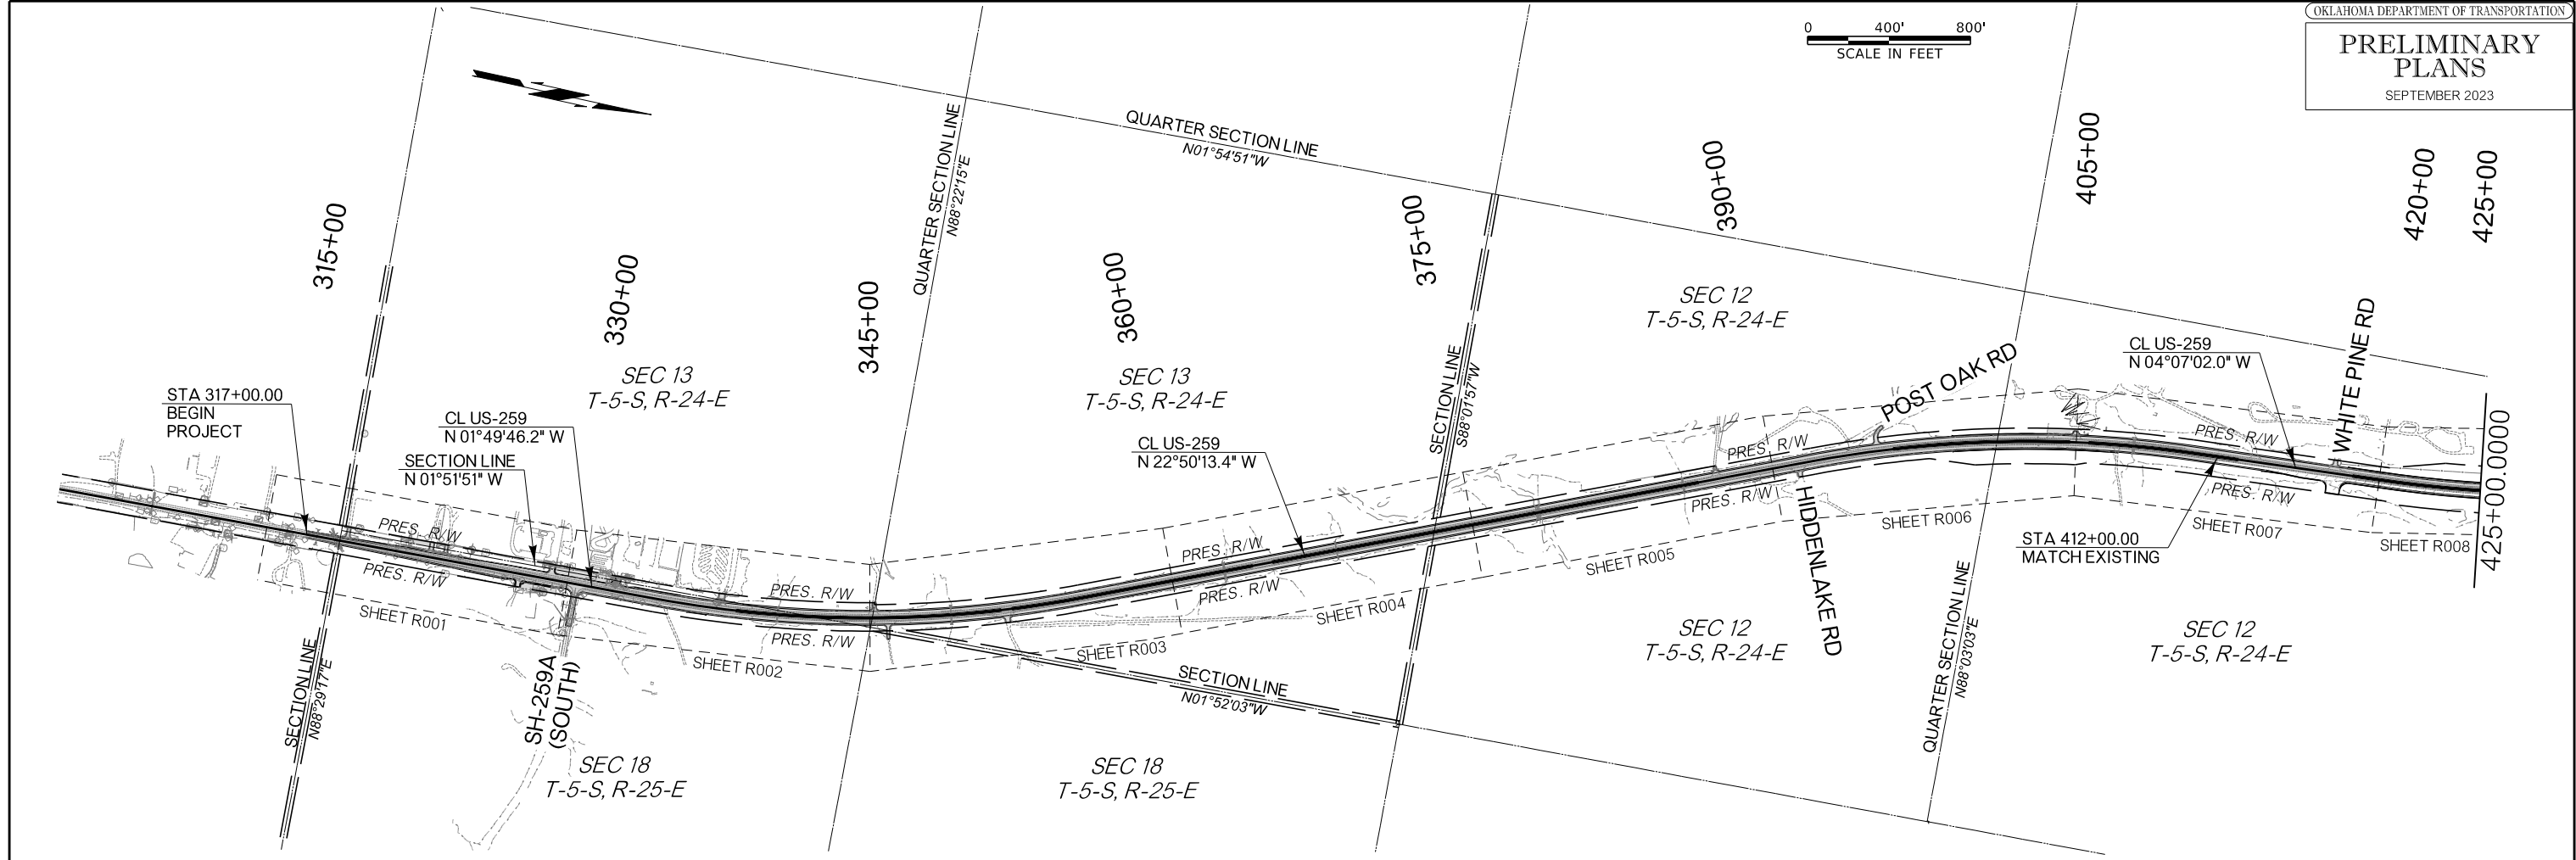 OKLAHOMA DEPARTMENT OF TRANSPORTATION
PRELIMINARY
PLANS
SEPTEMBER 2023
0 400' 800'
SCALE IN FEET
QUARTER SECTION LINE
N01°54'51"W
QUARTER SECTION LINE
N88°22'15"E
315+00
330+00
345+00
360+00
375+00
390+00
405+00
420+00
425+00
SEC 13
T-5-S, R-24-E
SEC 13
T-5-S, R-24-E
SEC 12
T-5-S, R-24-E
STA 317+00.00
BEGIN
PROJECT
CL US-259
N 01°49'46.2" W
SECTION LINE
N 01°51'51" W
CL US-259
N 22°50'13.4" W
SECTION LINE
S88°01'57"W
POST OAK RD
CL US-259
N 04°07'02.0" W
WHITE PINE RD
PRES. R/W
PRES. R/W
PRES. R/W
PRES. R/W
PRES. R/W
PRES. R/W
PRES. R/W
PRES. R/W
PRES. R/W
PRES. R/W
SHEET R001
SHEET R002
SHEET R003
SHEET R004
SHEET R005
SHEET R006
SHEET R007
SHEET R008
HIDDENLAKE RD
STA 412+00.00
MATCH EXISTING
425+00.0000
SECTION LINE
N88°29'17"E
SH-259A
(SOUTH)
SECTION LINE
N01°52'03"W
QUARTER SECTION LINE
N88°03'03"E
SEC 12
T-5-S, R-24-E
SEC 12
T-5-S, R-24-E
SEC 18
T-5-S, R-25-E
SEC 18
T-5-S, R-25-E